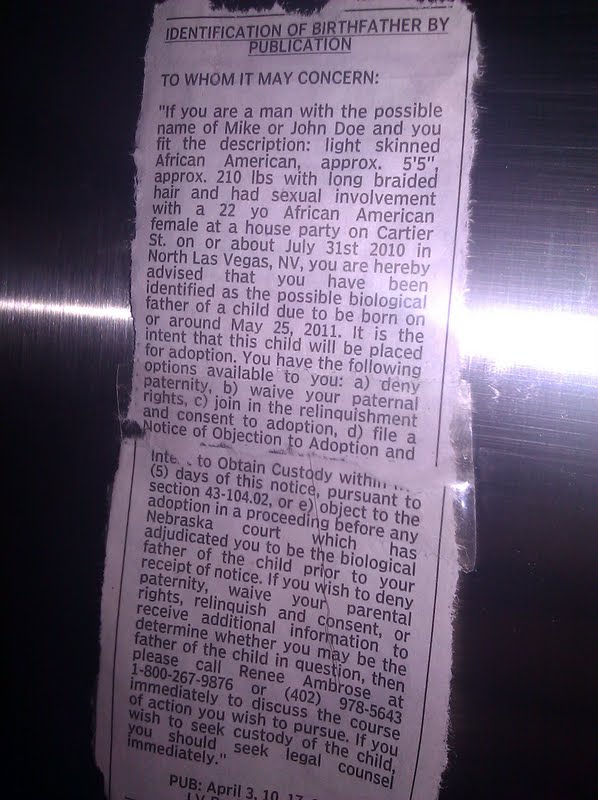 IDENTIFICATION OF BIRTHFATHER BY
PUBLICATION
TO WHOM IT MAY CONCERN:
"If you are a man with the possible
name of Mike or John Doe and you
fit the description: light skinned
African American, approx. 5'5",
approx. 210 lbs with long braided
hair and had sexual involvement
with a 22 yo African American
female at a house party on Cartier
St. on or about July 31st 2010 in
North Las Vegas, NV, you are hereby
advised that you have been
identified as the possible biological
father of a child due to be born on
or around May 25, 2011. It is the
intent that this child will be placed
for adoption. You have the following
options available to you: a) deny
paternity, b) waive your paternal
rights, c) join in the relinquishment
and consent to adoption, d) file a
Notice of Objection to Adoption and
to Obtain Custody within
(5) days of this notice, pursuant to
section 43-104.02, or e) object to the
adoption in a proceeding before any
Nebraska court which has
adjudicated you to be the biological
father of the child prior to your
receipt of notice. If you wish to deny
paternity, waive your parental
rights, relinquish and consent, or
receive additional information to
determine whether you may be the
father of the child in question, then
please call Renee Ambrose at
1-800-267-9876 or (402) 978-5643
immediately to discuss the course
of action you wish to pursue. If you
wish to seek custody of the child,
you should seek legal counsel
immediately."
PUB: April 3, 10, 17,